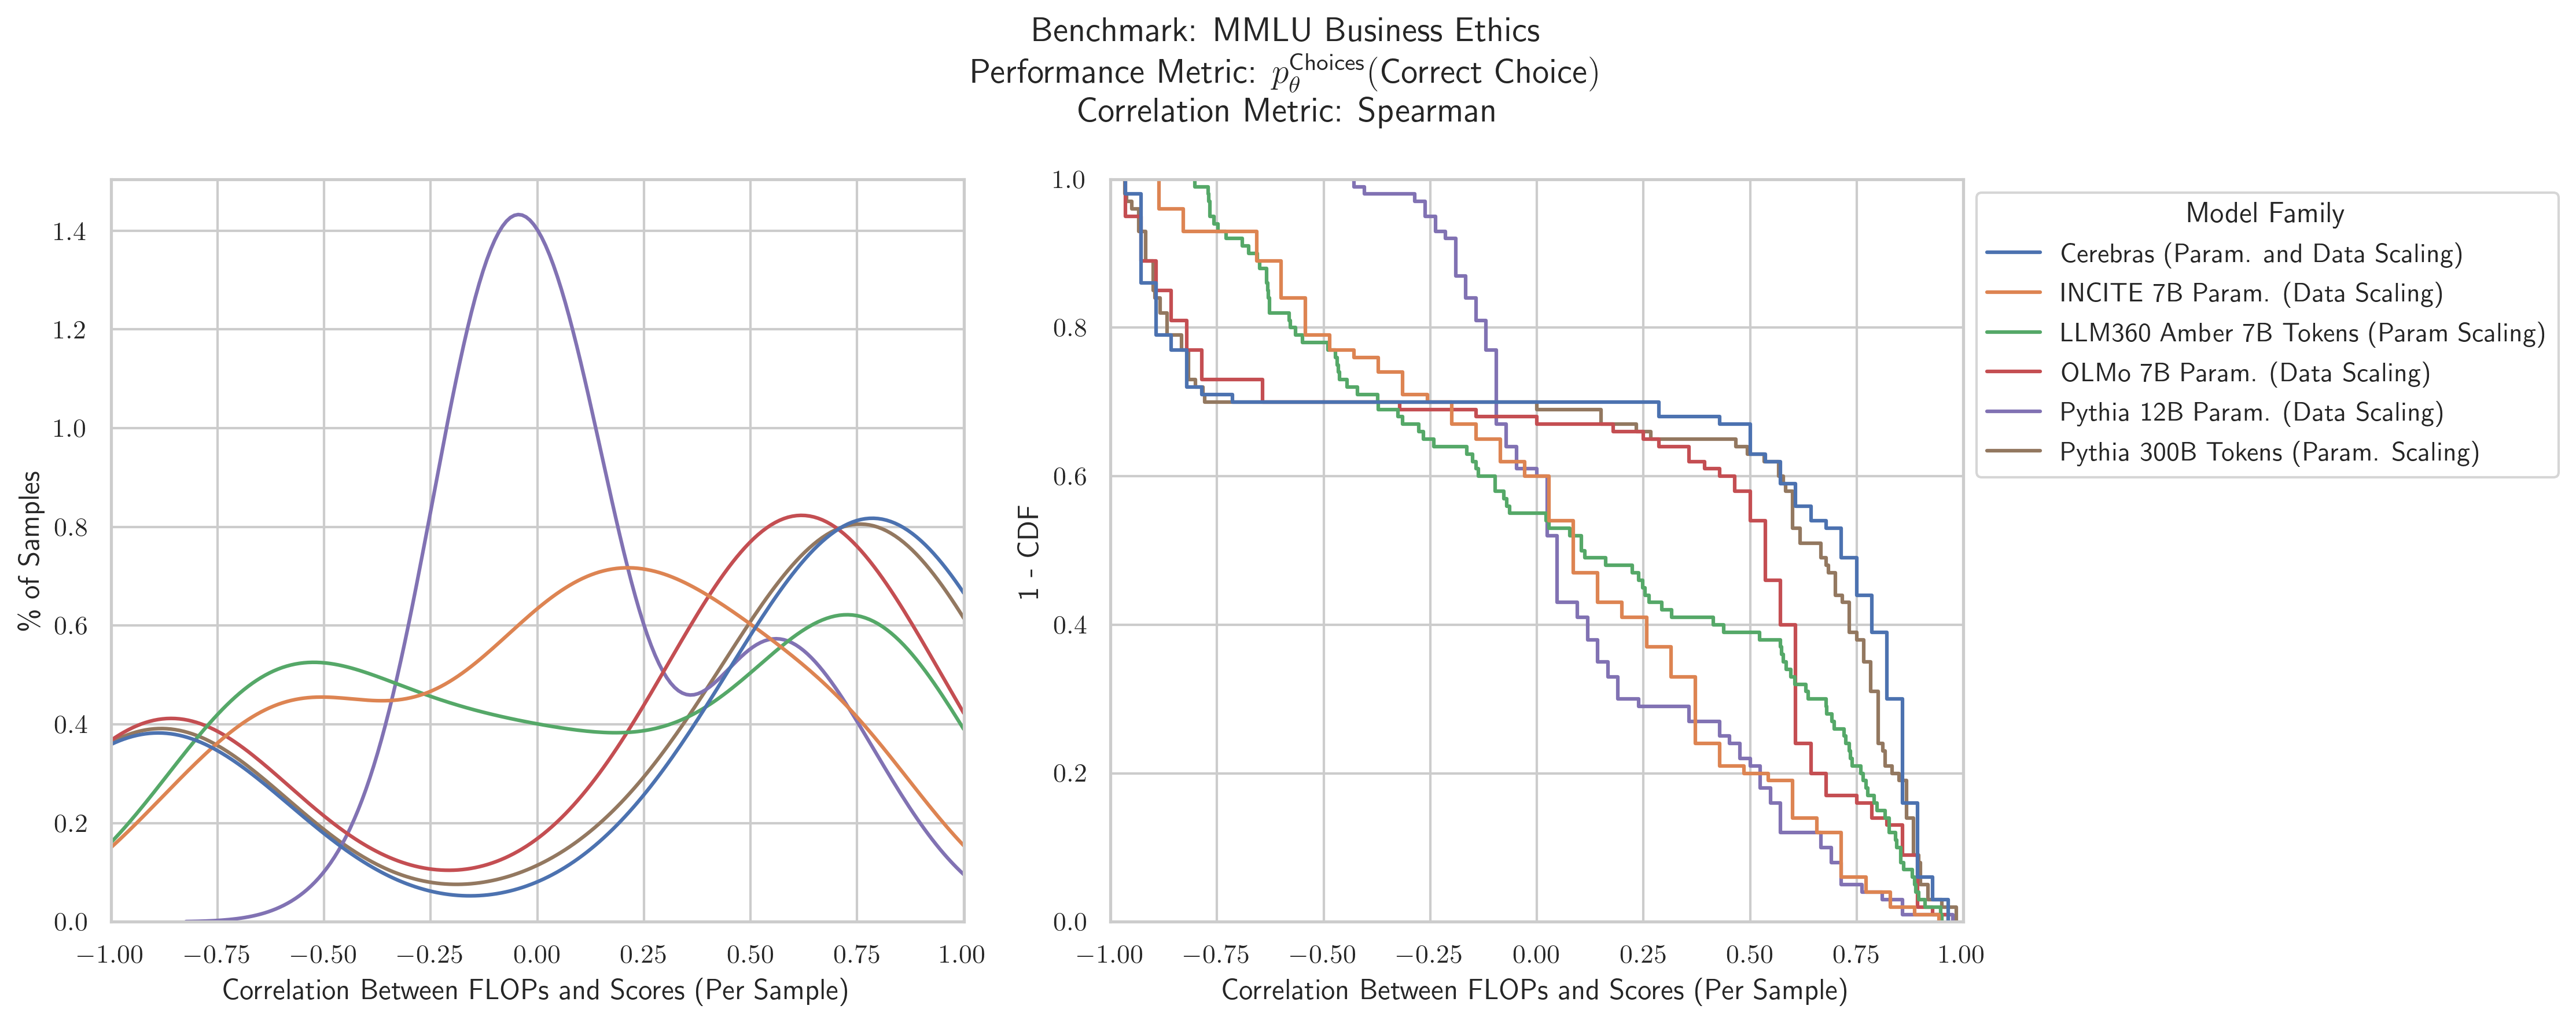 Benchmark: MMLU Business Ethics
Performance Metric: $p_{\theta}^{\text{Choices}}$(Correct Choice)
Correlation Metric: Spearman
% of Samples
1.4
1.2
1.0
0.8
0.6
0.4
0.2
0.0
−1.00 −0.75 −0.50 −0.25 0.00 0.25 0.50 0.75 1.00
Correlation Between FLOPs and Scores (Per Sample)
1 - CDF
1.0
0.8
0.6
0.4
0.2
0.0
−1.00 −0.75 −0.50 −0.25 0.00 0.25 0.50 0.75 1.00
Correlation Between FLOPs and Scores (Per Sample)
Model Family
Cerebras (Param. and Data Scaling)
INCITE 7B Param. (Data Scaling)
LLM360 Amber 7B Tokens (Param Scaling)
OLMo 7B Param. (Data Scaling)
Pythia 12B Param. (Data Scaling)
Pythia 300B Tokens (Param. Scaling)